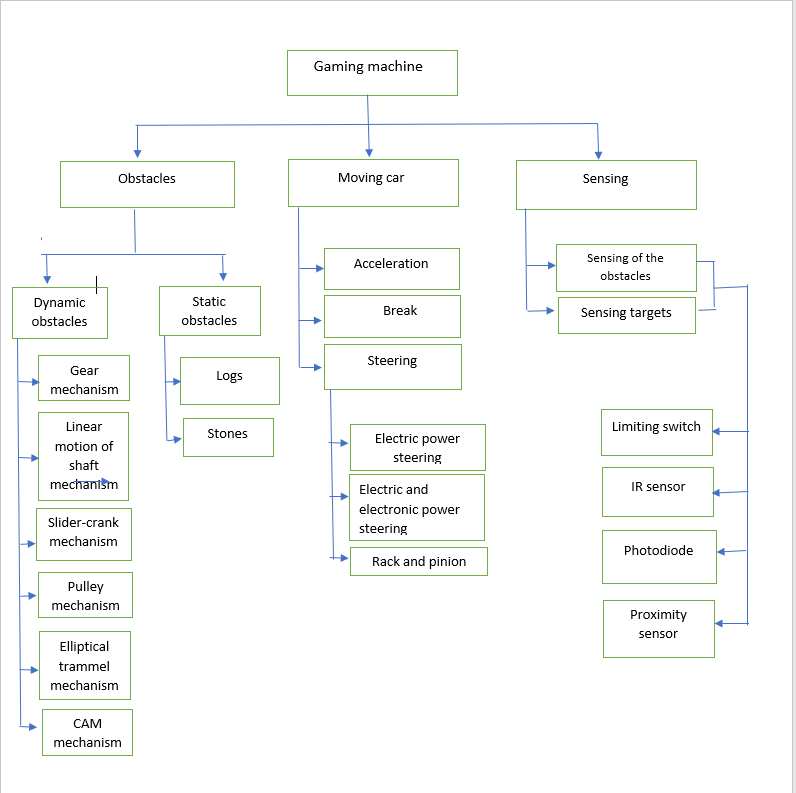 Gaming machine
Obstacles
Moving car
Sensing
Dynamic
obstacles
Static
obstacles
Gear
mechanism
Linear
motion of
shaft
mechanism
Slider-crank
mechanism
Pulley
mechanism
Elliptical
trammel
mechanism
CAM
mechanism
Logs
Stones
Acceleration
Break
Steering
Electric power
steering
Electric and
electronic power
steering
Rack and pinion
Sensing of the
obstacles
Sensing targets
Limiting switch
IR sensor
Photodiode
Proximity
sensor